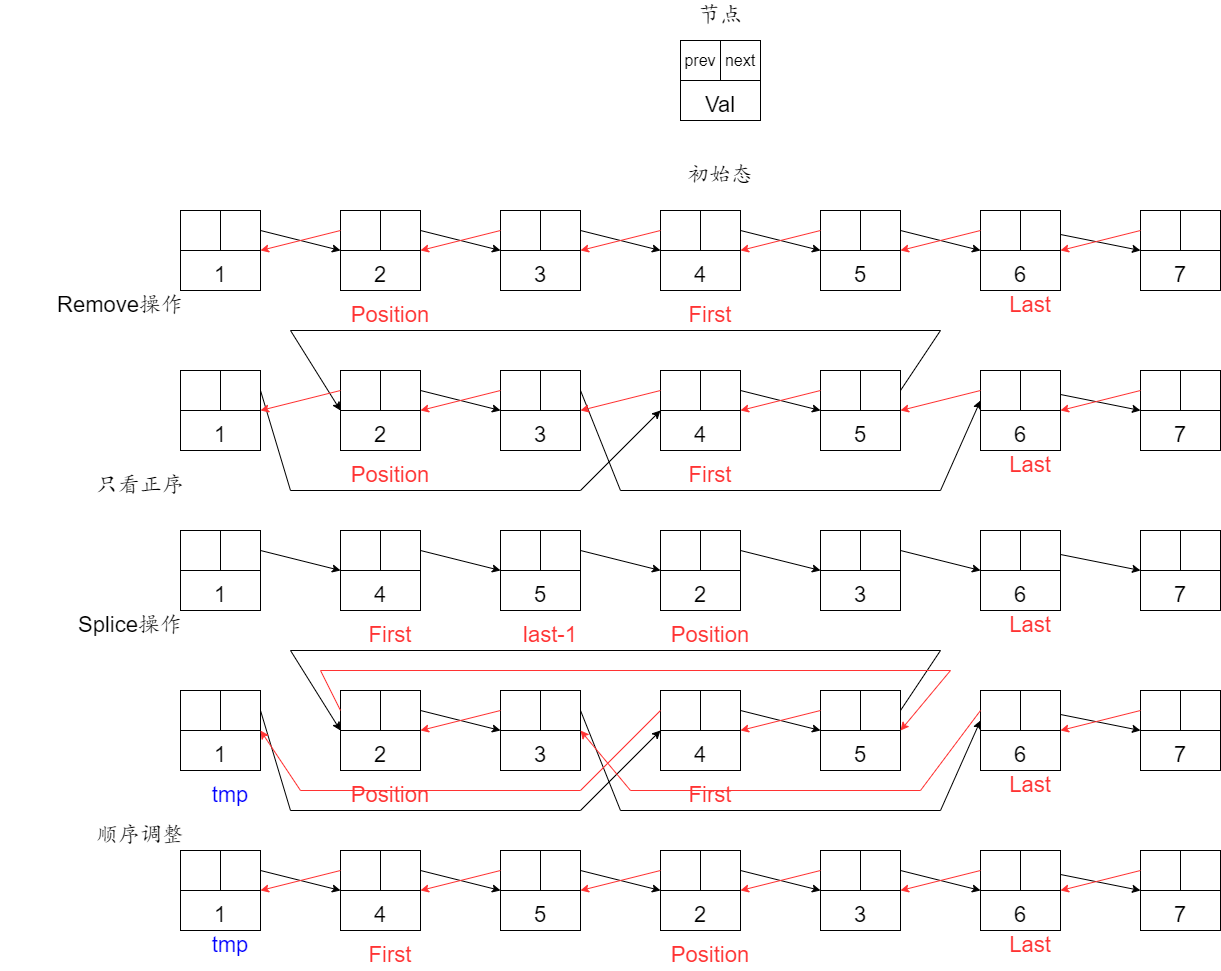 节点
prev next
Val
初始态
1 2 3 4 5 6 7
Remove操作 Position First Last
1 2 3 4 5 6 7
Position First Last
只看正序
1 4 5 2 3 6 7
Splice操作 First last-1 Position Last
1 2 3 4 5 6 7
tmp Position First Last
顺序调整
1 4 5 2 3 6 7
tmp First Position Last